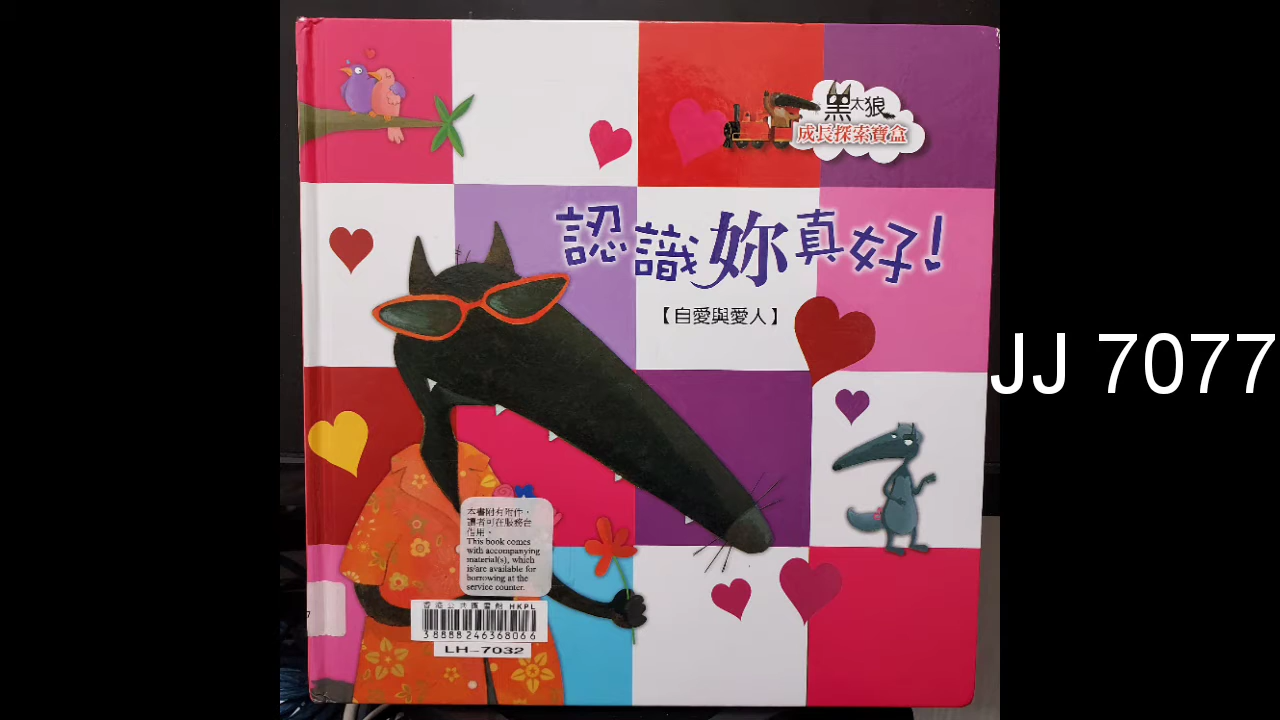 黑大狼
成長探索寶盒
認識妳真好！
【自愛與愛人】
JJ 7077
本書附有附件，
讀者可在服務台
借用。
This book comes
with accompanying
material(s), which
is/are available for
borrowing at the
service counter.
7
香港公共圖書館 HKPL
38888246368066
LH-7032